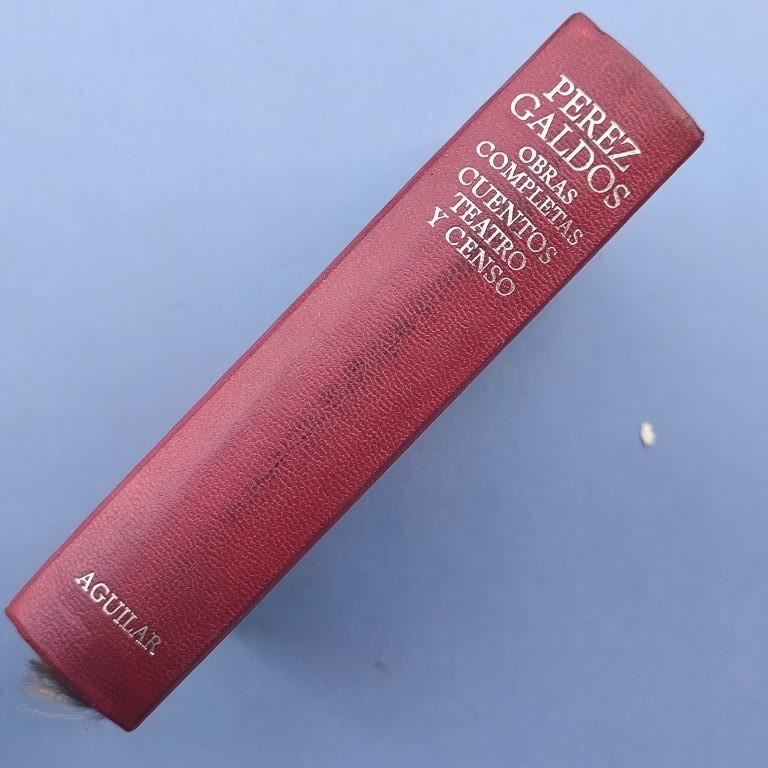 PEREZ
GALDOS
OBRAS
COMPLETAS
CUENTOS
TEATRO
Y CENSO
AGUILAR